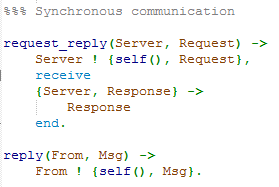 %%% Synchronous communication

request_reply(Server, Request) ->
    Server ! {self(), Request},
    receive
    {Server, Response} ->
        Response
    end.

reply(From, Msg) ->
    From ! {self(), Msg}.